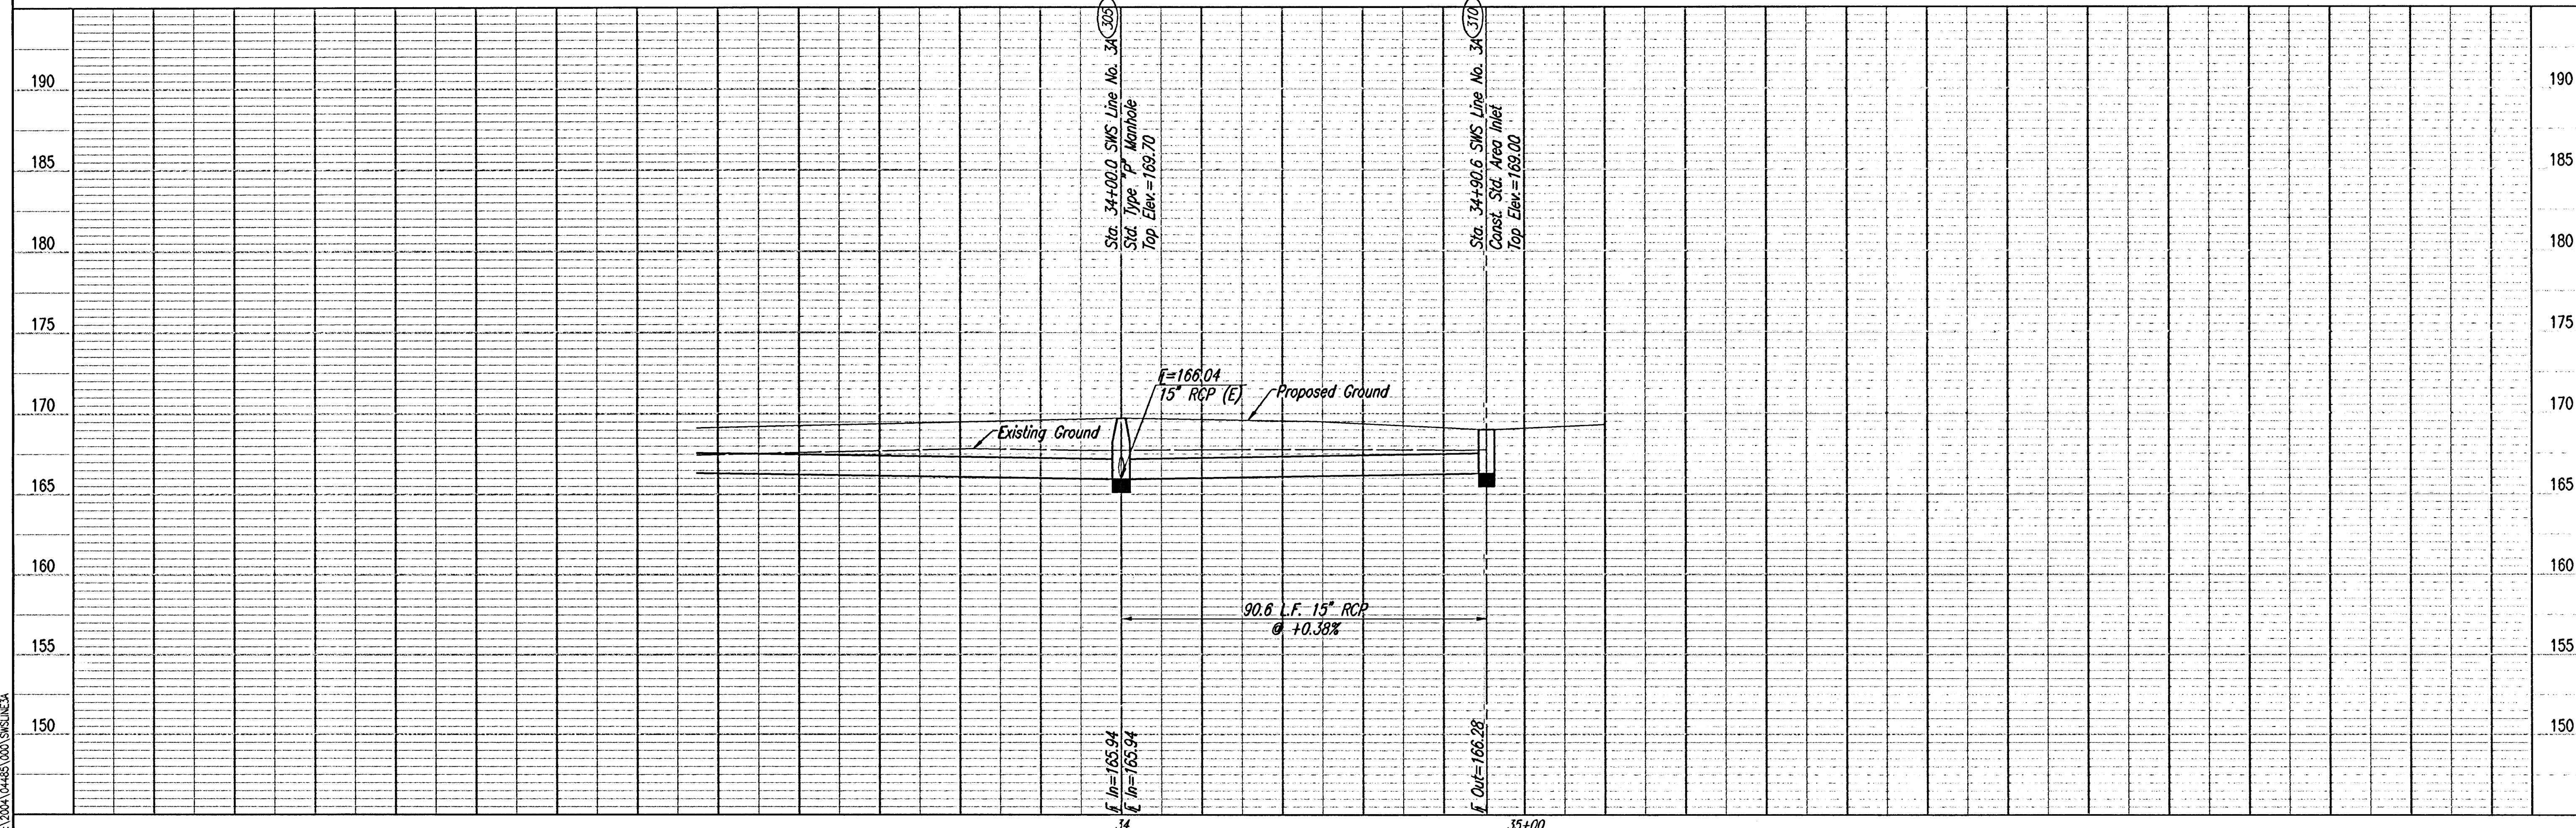 305
Sta. 34+00.0 SWS Line No. 3A
Std. Type "P" Manhole
Top Elev.=169.70
310
Sta. 34+90.6 SWS Line No. 3A
Const. Std. Area Inlet
Top Elev.=169.00
190
190
185
185
180
180
175
175
170
170
165
165
160
160
155
155
150
150
=166.04
15" RCP (E)
Proposed Ground
Existing Ground
90.6 L.F. 15" RCP
@ +0.38%
In=165.94
In=165.94
Out=166.28
34
35+00
\2004\04485\000\SWSLINE3A